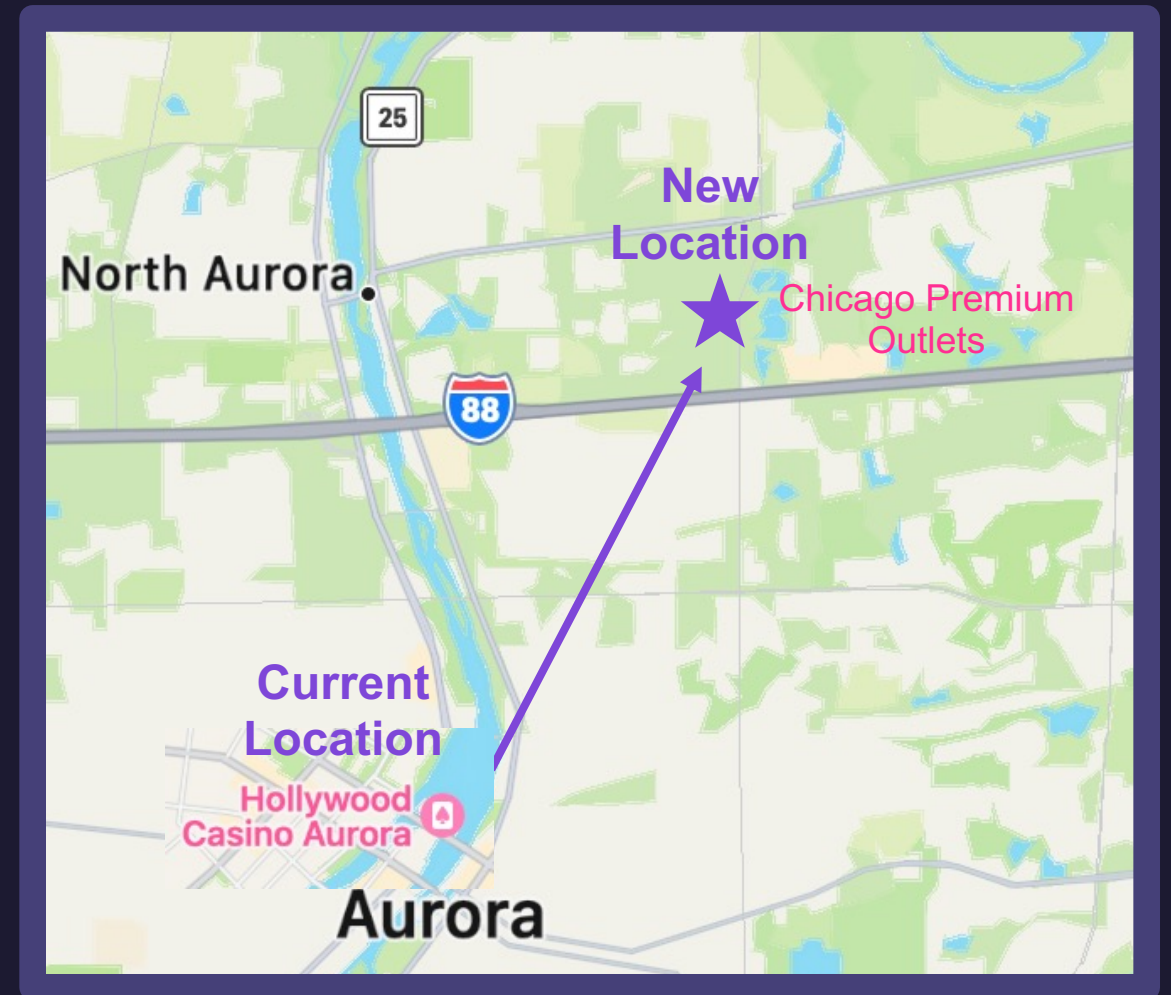 25
New
Location
North Aurora
Chicago Premium
Outlets
88
Current
Location
Hollywood
Casino Aurora
Aurora